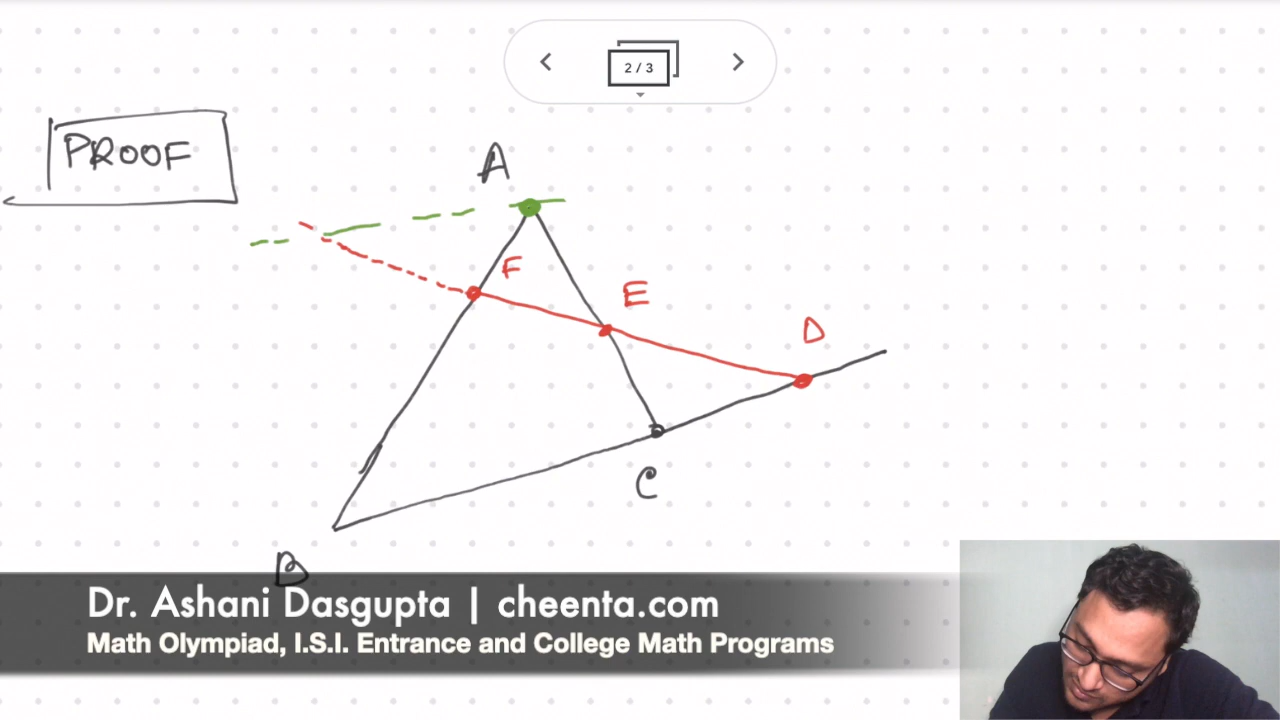 2 / 3
PROOF
A
F
E
D
C
B
Dr. Ashani Dasgupta | cheenta.com
Math Olympiad, I.S.I. Entrance and College Math Programs